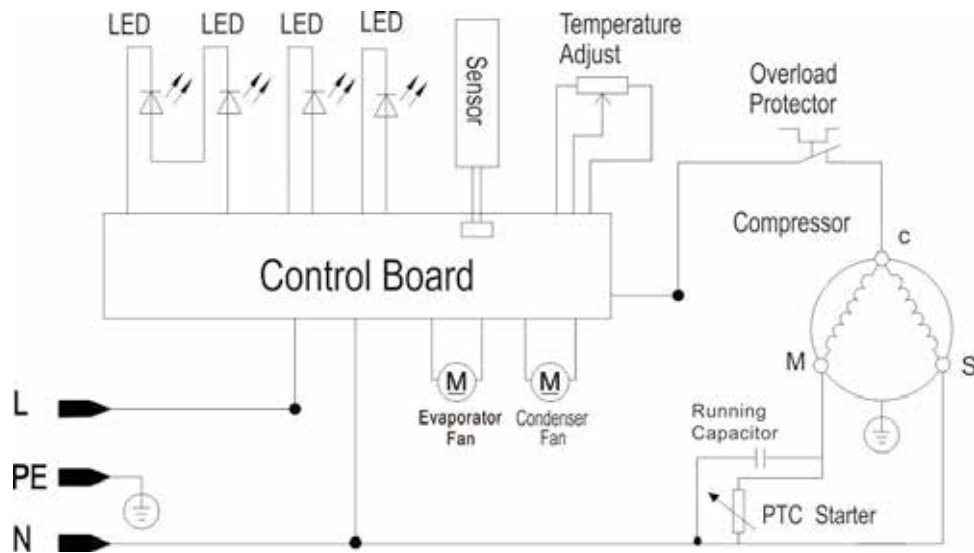 LED
LED
LED
LED
Sensor
Temperature
Adjust
Overload
Protector
Control Board
Compressor
c
M
S
L
M
Evaporator
Fan
M
Condenser
Fan
Running
Capacitor
PE
PTC Starter
N